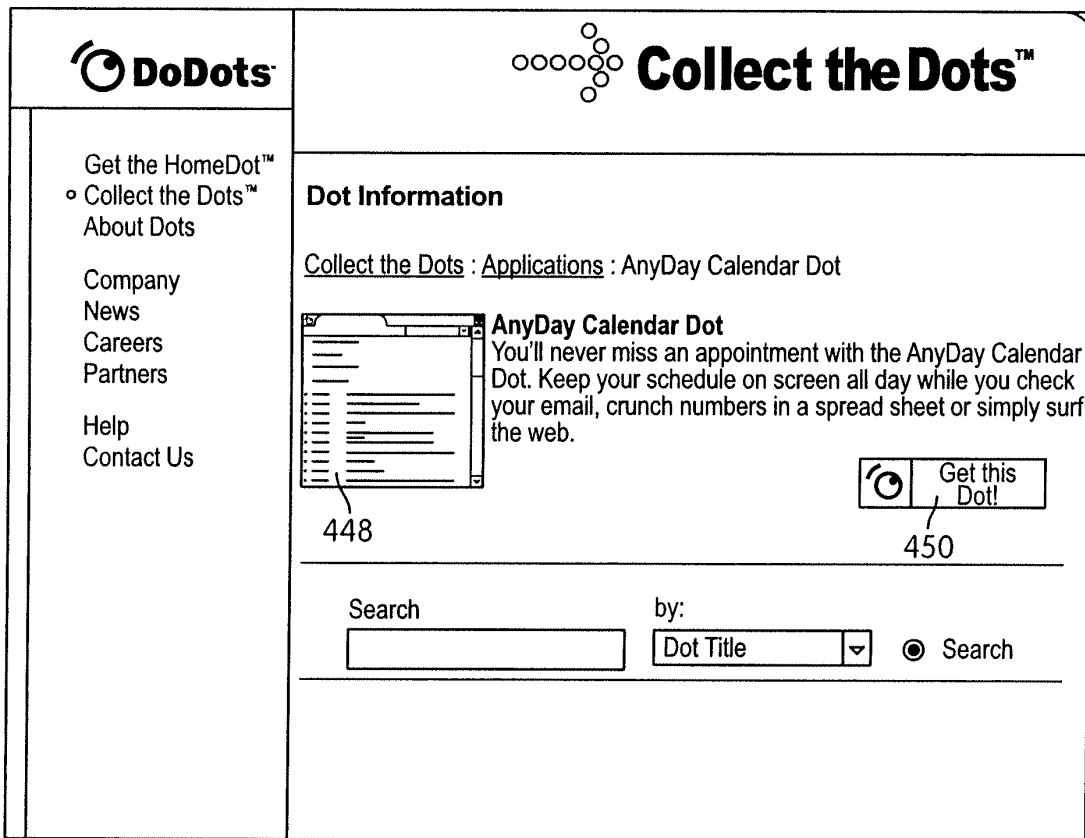 DoDots
Collect the Dots™
Get the HomeDot™
Collect the Dots™
About Dots
Company
News
Careers
Partners
Help
Contact Us
Dot Information
Collect the Dots : Applications : AnyDay Calendar Dot
AnyDay Calendar Dot
You'll never miss an appointment with the AnyDay Calendar
Dot. Keep your schedule on screen all day while you check
your email, crunch numbers in a spread sheet or simply surf
the web.
448
Get this
Dot!
450
Search
by:
Dot Title
Search